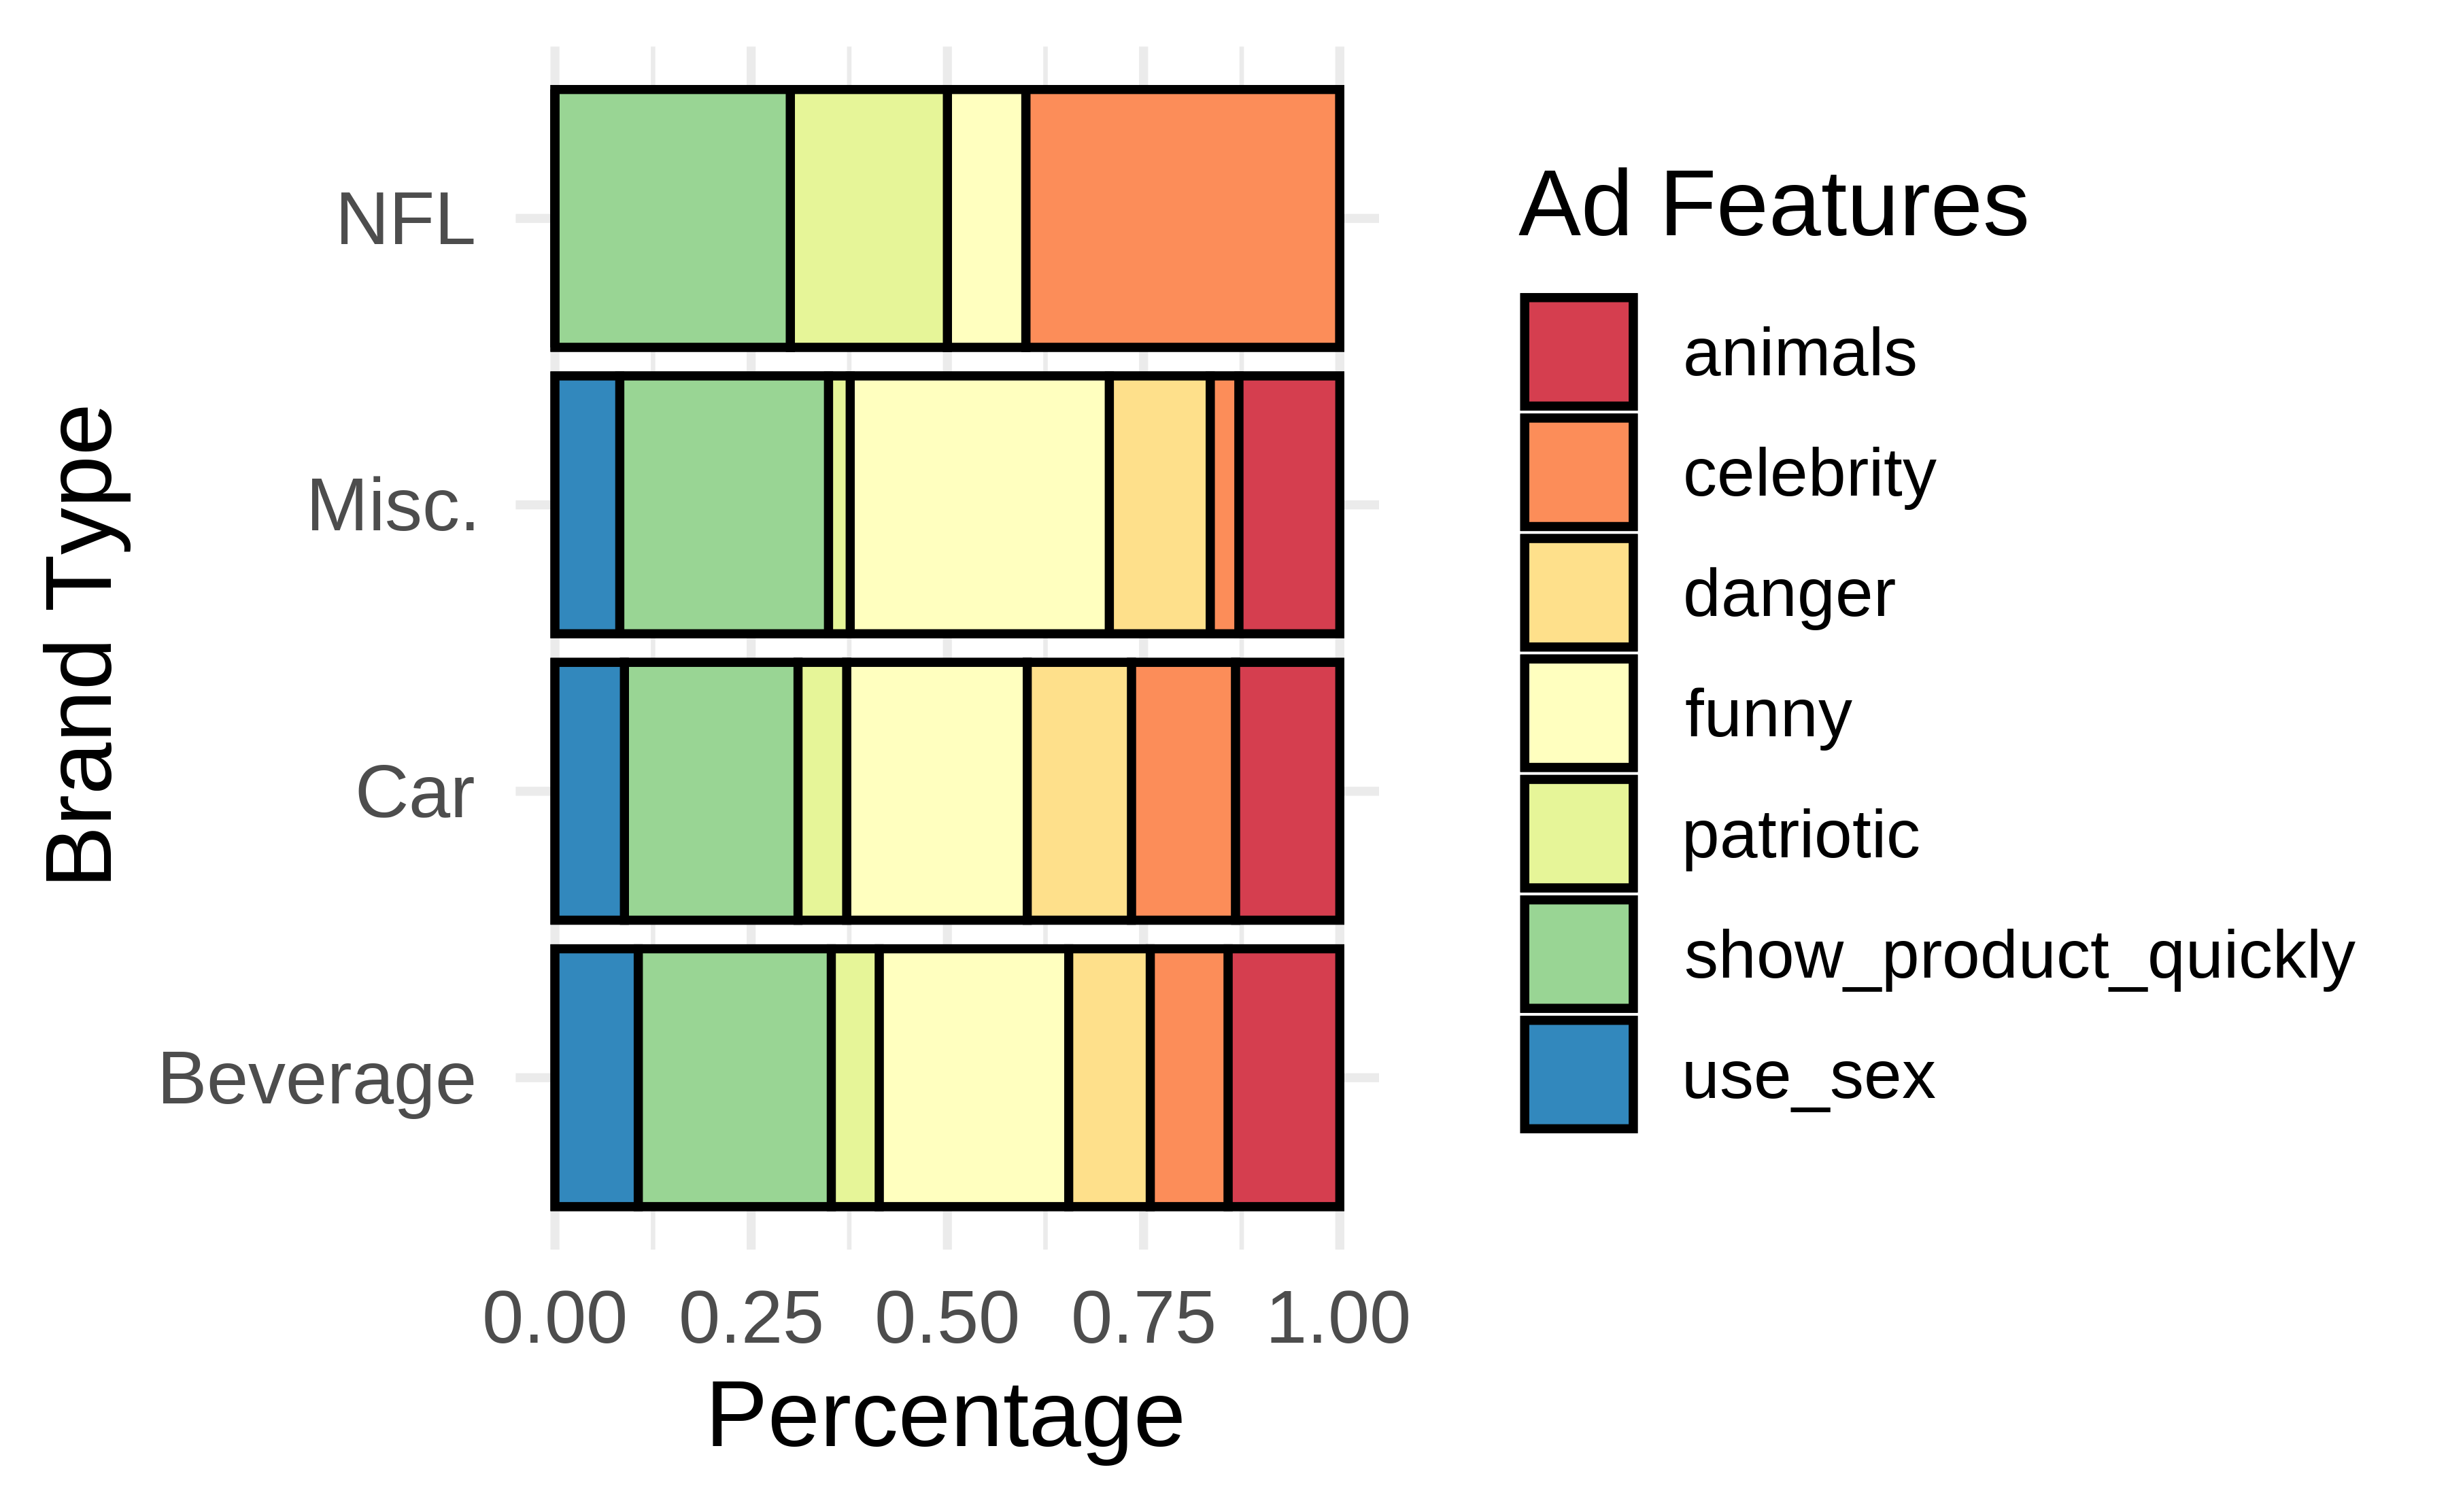 Brand Type
NFL
Misc.
Car
Beverage
0.00 0.25 0.50 0.75 1.00
Percentage
Ad Features
animals
celebrity
danger
funny
patriotic
show_product_quickly
use_sex